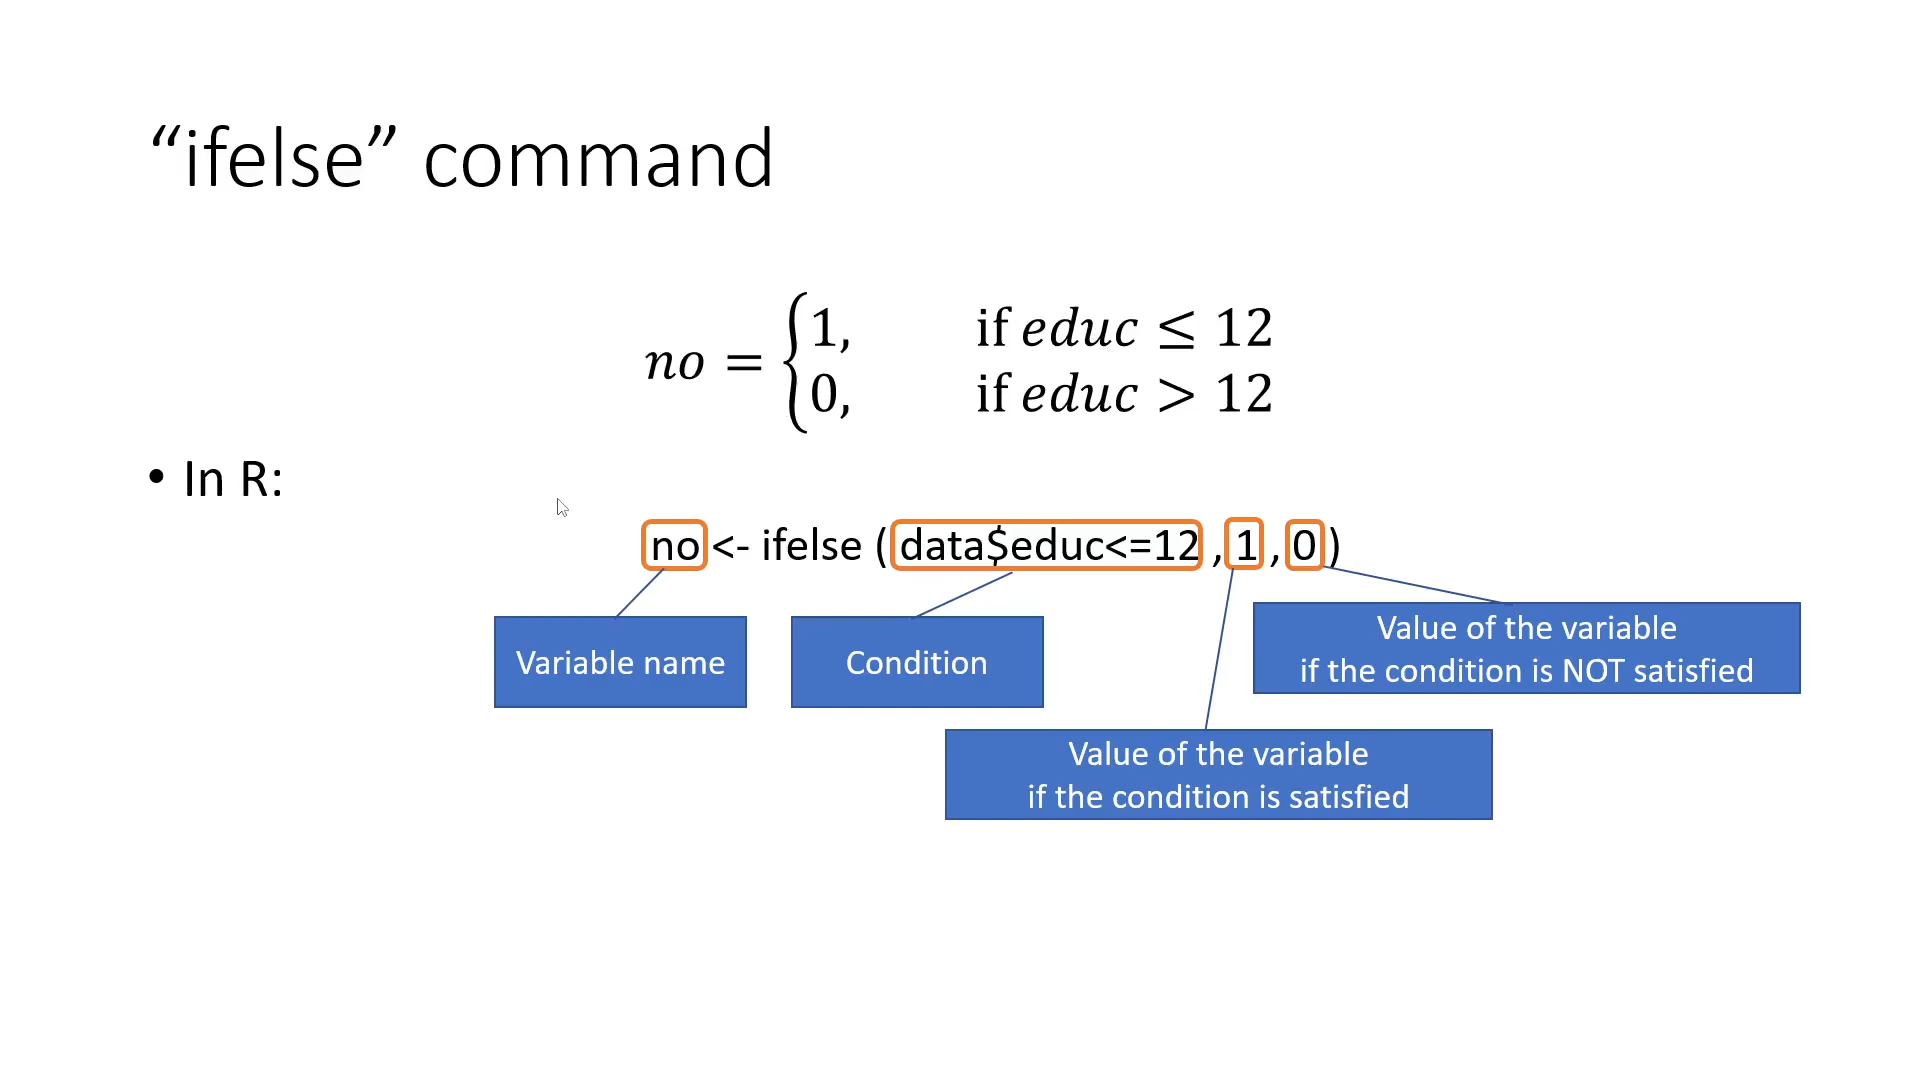 “ifelse” command
no = {1, if educ ≤ 12
0, if educ > 12
• In R:
no <- ifelse ( data$educ<=12 , 1 , 0 )
Variable name
Condition
Value of the variable
if the condition is NOT satisfied
Value of the variable
if the condition is satisfied